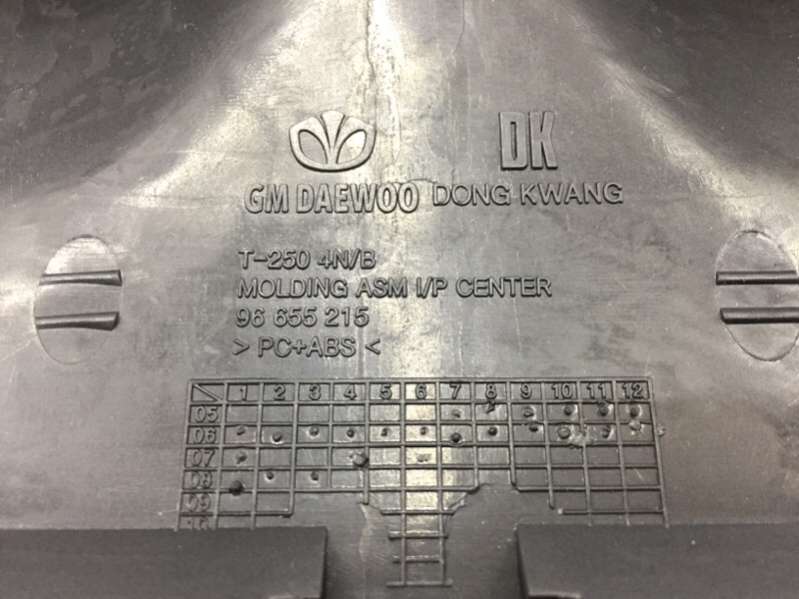 DK
GM DAEWOO DONG KWANG
T-250 4N/B
MOLDING ASM I/P CENTER
96 655 215
> PC+ABS <
1 2 3 4 5 6 7 8 9 10 11 12
05
06
07
08
09